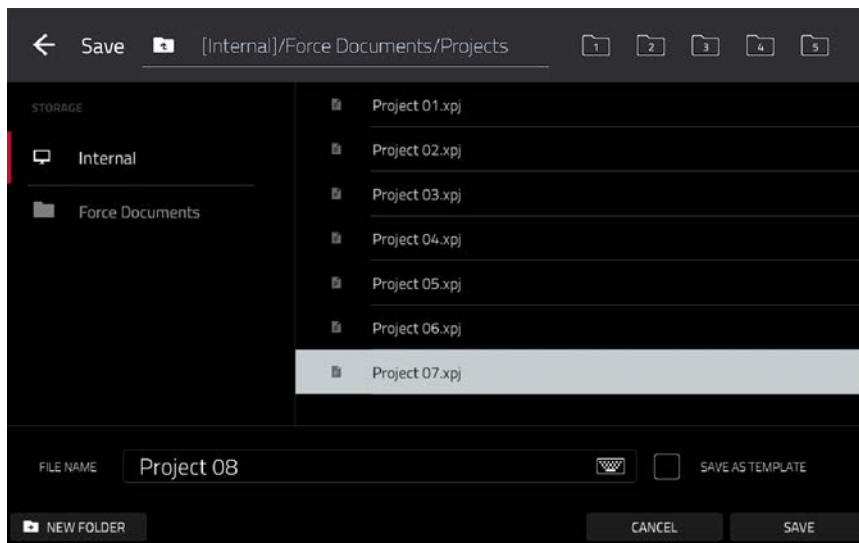 Save [Internal]/Force Documents/Projects 1 2 3 4 5
STORAGE
Internal
Force Documents
Project 01.xpj
Project 02.xpj
Project 03.xpj
Project 04.xpj
Project 05.xpj
Project 06.xpj
Project 07.xpj
FILE NAME Project 08 SAVE AS TEMPLATE
NEW FOLDER CANCEL SAVE